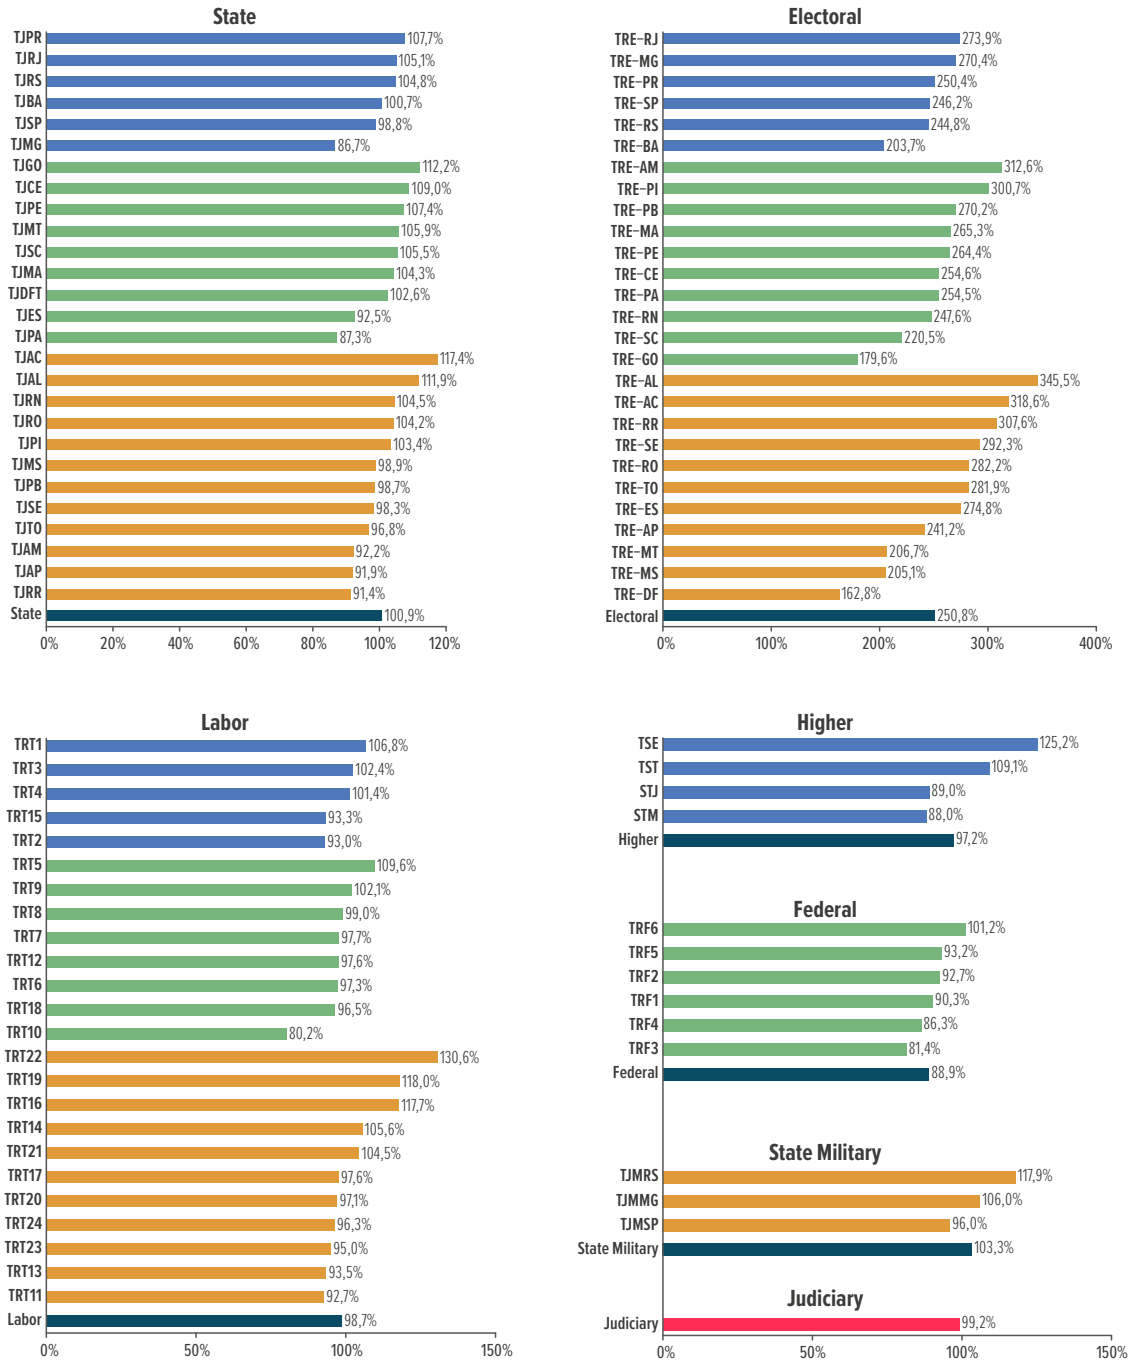 State
TJPR 107,7%
TJRJ 105,1%
TJRS 104,8%
TJBA 100,7%
TJSP 98,8%
TJMG 86,7%
TJGO 112,2%
TJCE 109,0%
TJPE 107,4%
TJMT 105,9%
TJSC 105,5%
TJMA 104,3%
TJDFT 102,6%
TJES 92,5%
TJPA 87,3%
TJAC 117,4%
TJAL 111,9%
TJRN 104,5%
TJRO 104,2%
TJPI 103,4%
TJMS 98,9%
TJPB 98,7%
TJSE 98,3%
TJTO 96,8%
TJAM 92,2%
TJAP 91,9%
TJRR 91,4%
State 100,9%
0% 20% 40% 60% 80% 100% 120%
Electoral
TRE-RJ 273,9%
TRE-MG 270,4%
TRE-PR 250,4%
TRE-SP 246,2%
TRE-RS 244,8%
TRE-BA 203,7%
TRE-AM 312,6%
TRE-PI 300,7%
TRE-PB 270,2%
TRE-MA 265,3%
TRE-PE 264,4%
TRE-CE 254,6%
TRE-PA 254,5%
TRE-RN 247,6%
TRE-SC 220,5%
TRE-GO 179,6%
TRE-AL 345,5%
TRE-AC 318,6%
TRE-RR 307,6%
TRE-SE 292,3%
TRE-RO 282,2%
TRE-TO 281,9%
TRE-ES 274,8%
TRE-AP 241,2%
TRE-MT 206,7%
TRE-MS 205,1%
TRE-DF 162,8%
Electoral 250,8%
0% 100% 200% 300% 400%
Labor
TRT1 106,8%
TRT3 102,4%
TRT4 101,4%
TRT15 93,3%
TRT2 93,0%
TRT5 109,6%
TRT9 102,1%
TRT8 99,0%
TRT7 97,7%
TRT12 97,6%
TRT6 97,3%
TRT18 96,5%
TRT10 80,2%
TRT22 130,6%
TRT19 118,0%
TRT16 117,7%
TRT14 105,6%
TRT21 104,5%
TRT17 97,6%
TRT20 97,1%
TRT24 96,3%
TRT23 95,0%
TRT13 93,5%
TRT11 92,7%
Labor 98,7%
0% 50% 100% 150%
Higher
TSE 125,2%
TST 109,1%
STJ 89,0%
STM 88,0%
Higher 97,2%
Federal
TRF6 101,2%
TRF5 93,2%
TRF2 92,7%
TRF1 90,3%
TRF4 86,3%
TRF3 81,4%
Federal 88,9%
State Military
TJMRS 117,9%
TJMMG 106,0%
TJMSP 96,0%
State Military 103,3%
Judiciary
Judiciary 99,2%
0% 50% 100% 150%